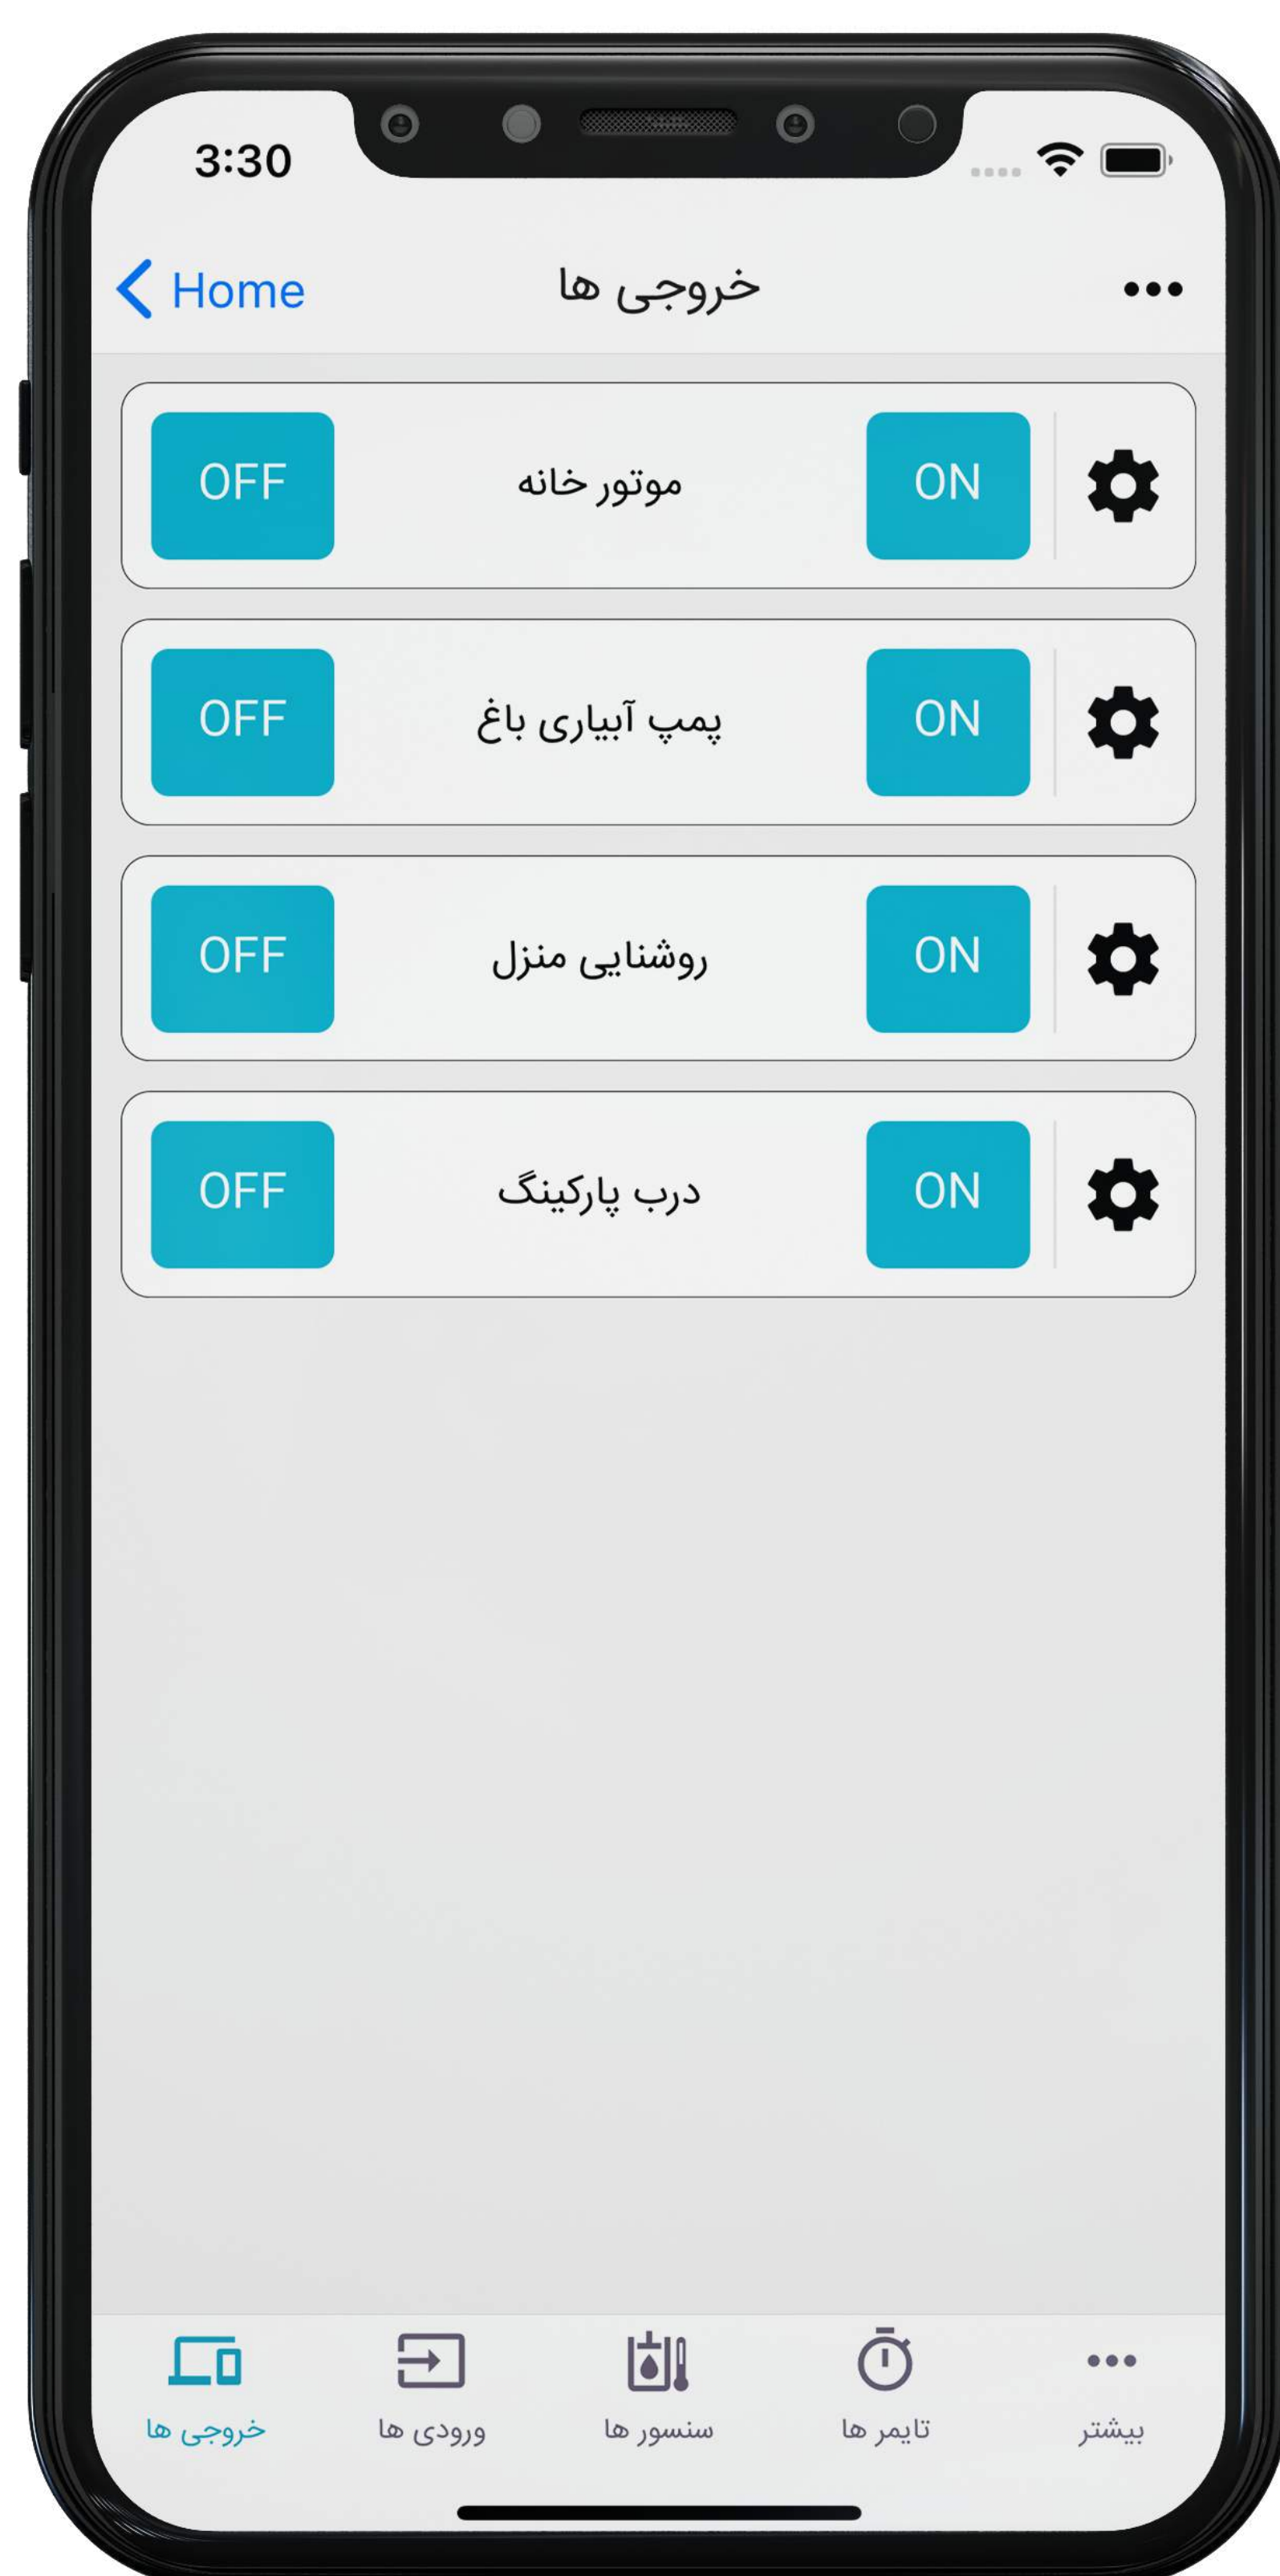 3:30
Home
خروجی ها
OFF موتور خانه ON
OFF پمپ آبیاری باغ ON
OFF روشنایی منزل ON
OFF درب پارکینگ ON
خروجی ها ورودی ها سنسور ها تایمر ها بیشتر